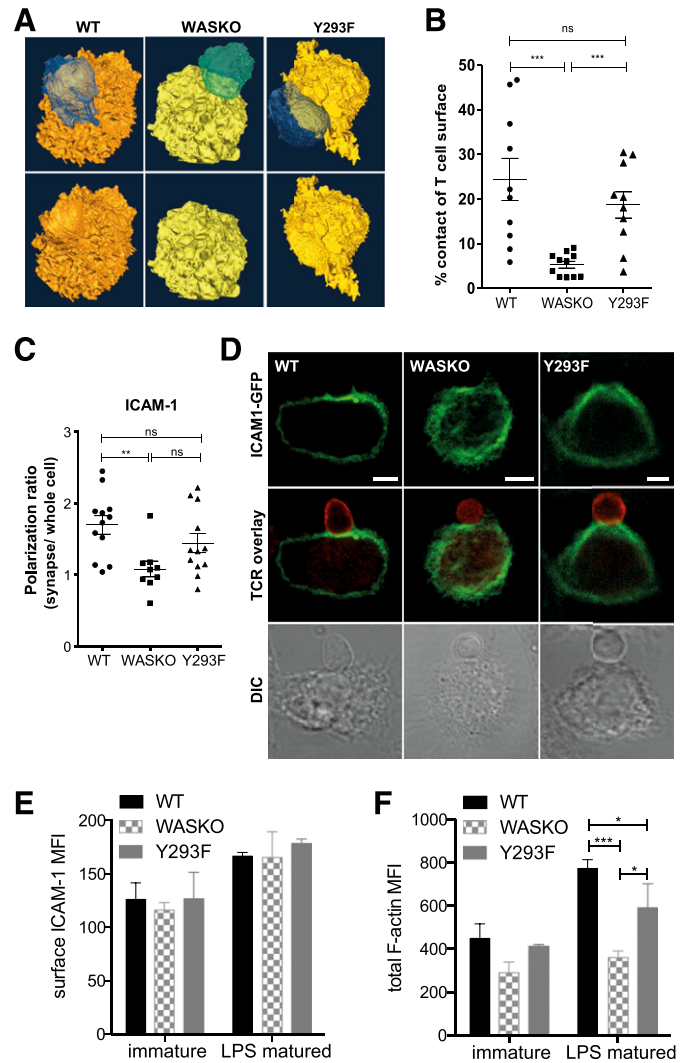 A
WT
WASKO
Y293F
B
ns
***
***
% contact of T cell surface
50
40
30
20
10
0
WT
WASKO
Y293F
C
ICAM-1
ns
**
ns
Polarization ratio
(synapse/ whole cell)
3
2
1
0
WT
WASKO
Y293F
D
WT
WASKO
Y293F
ICAM1-GFP
TCR overlay
DIC
E
WT
WASKO
Y293F
surface ICAM-1 MFI
200
150
100
50
0
immature
LPS matured
F
WT
WASKO
Y293F
*
***
*
total F-actin MFI
1000
800
600
400
200
0
immature
LPS matured